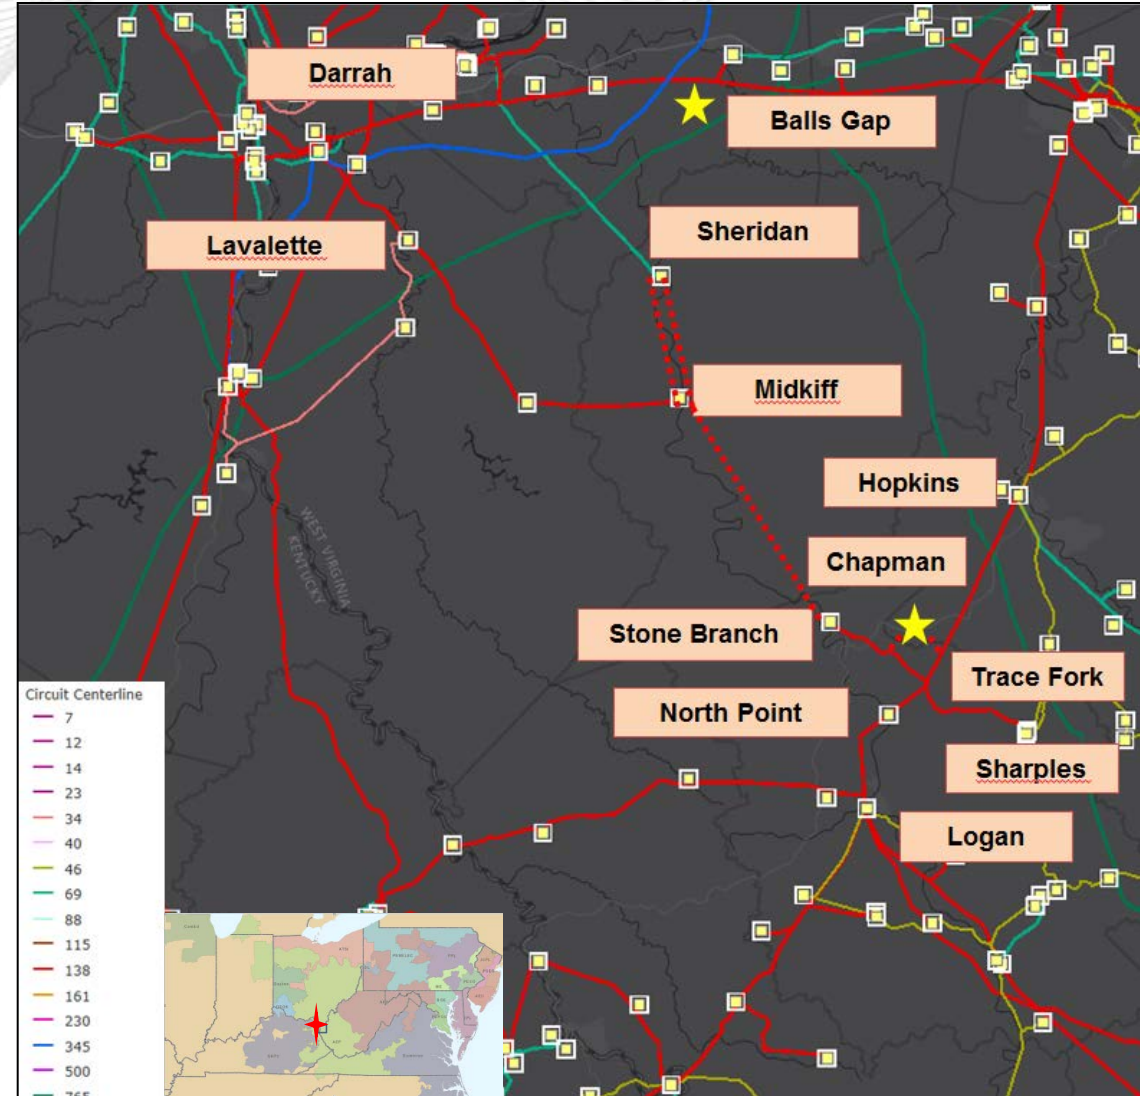 Darrah
Balls Gap
Sheridan
Lavalette
Midkiff
Hopkins
Chapman
Stone Branch
Trace Fork
North Point
Sharples
Logan
WEST VIRGINIA
KENTUCKY
Circuit Centerline
7
12
14
23
34
40
46
69
88
115
138
161
230
345
500
765